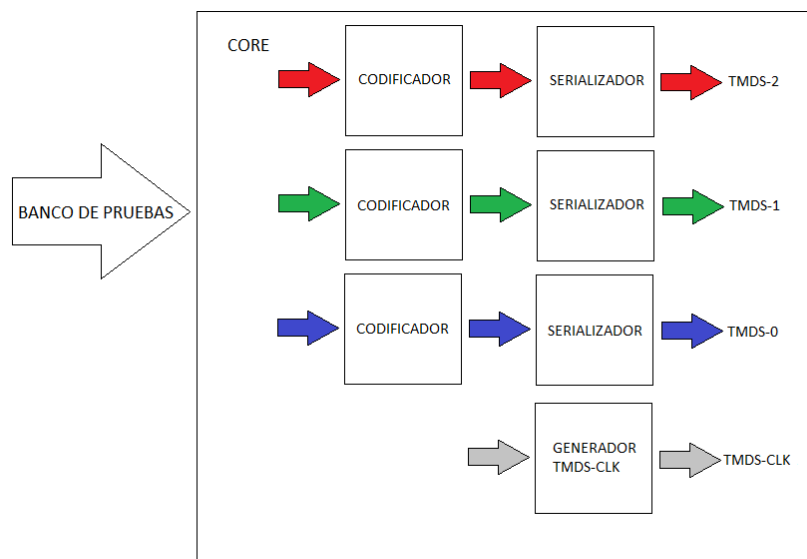 CORE
CODIFICADOR
SERIALIZADOR
TMDS-2
BANCO DE PRUEBAS
CODIFICADOR
SERIALIZADOR
TMDS-1
CODIFICADOR
SERIALIZADOR
TMDS-0
GENERADOR
TMDS-CLK
TMDS-CLK